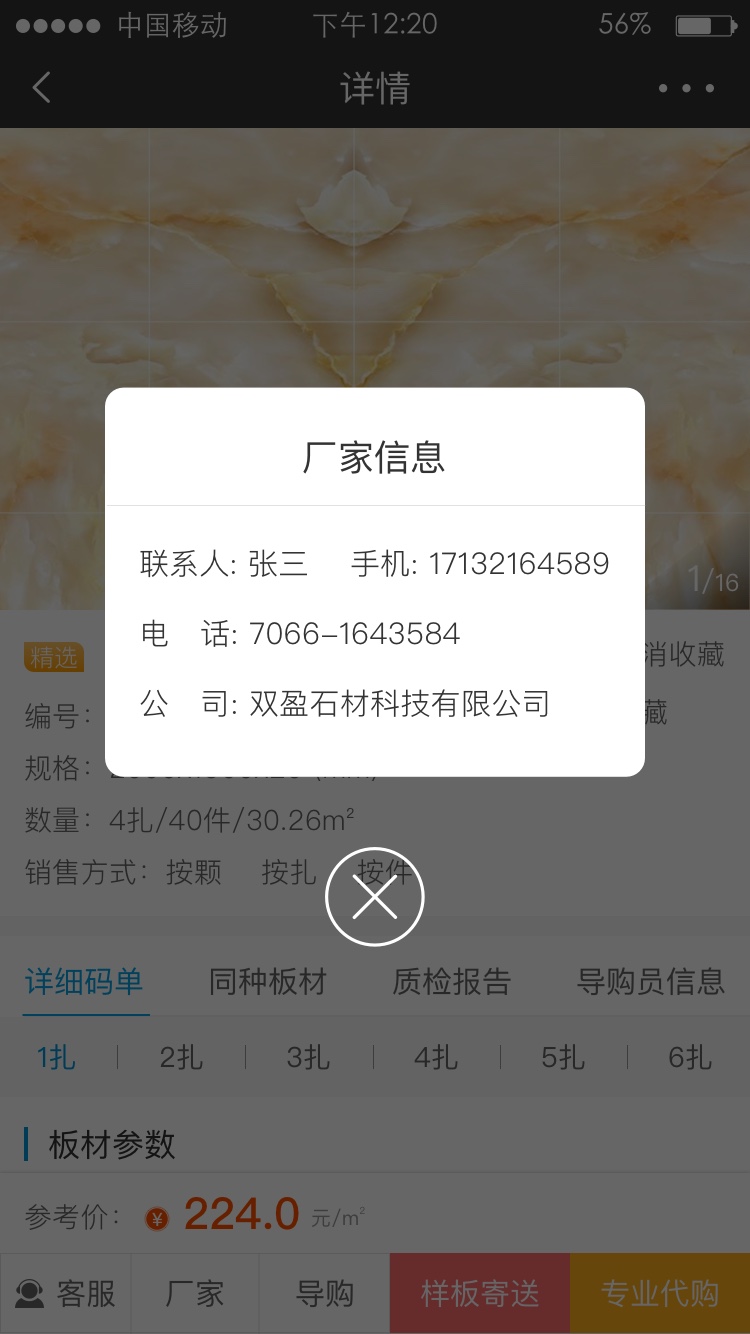 中国移动 下午12:20 56%
详情
厂家信息
联系人: 张三 手机: 17132164589
电 话: 7066-1643584
公 司: 双盈石材科技有限公司
1/16
精选 消收藏
编号: 藏
规格:
数量: 4扎/40件/30.26m²
销售方式: 按颗 按扎 按件
详细码单 同种板材 质检报告 导购员信息
1扎 2扎 3扎 4扎 5扎 6扎
板材参数
参考价: ¥ 224.0 元/m²
客服 厂家 导购 样板寄送 专业代购